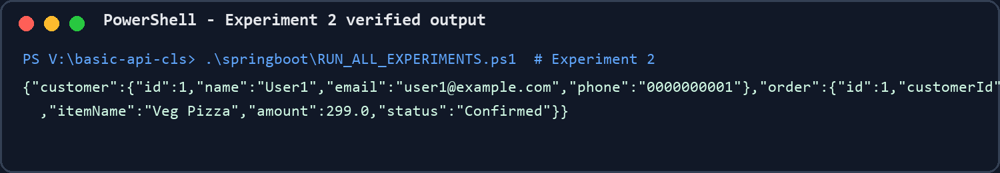 PowerShell - Experiment 2 verified output
PS V:\basic-api-cls> .\springboot\RUN_ALL_EXPERIMENTS.ps1  # Experiment 2
{"customer":{"id":1,"name":"User1","email":"user1@example.com","phone":"0000000001"},"order":{"id":1,"customerId"
,"itemName":"Veg Pizza","amount":299.0,"status":"Confirmed"}}